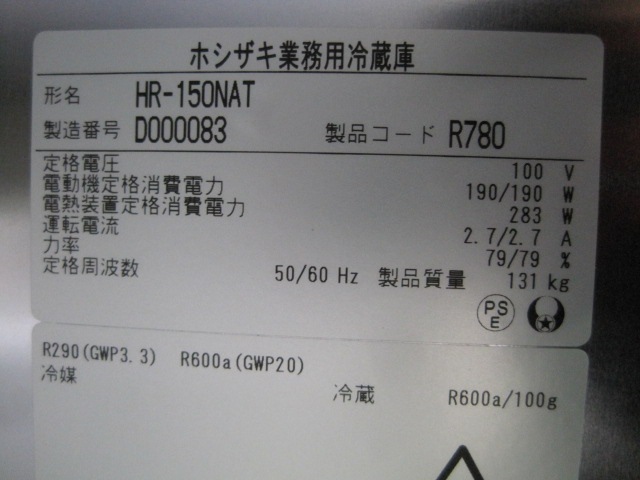 ホシザキ業務用冷蔵庫
形名 HR-150NAT
製造番号 D000083 製品コード R780
定格電圧 100 V
電動機定格消費電力 190/190 W
電熱装置定格消費電力 283 W
運転電流 2.7/2.7 A
力率 79/79 %
定格周波数 50/60 Hz 製品質量 131 kg
PS
E
R290(GWP3.3) R600a(GWP20)
冷媒
冷蔵 R600a/100g